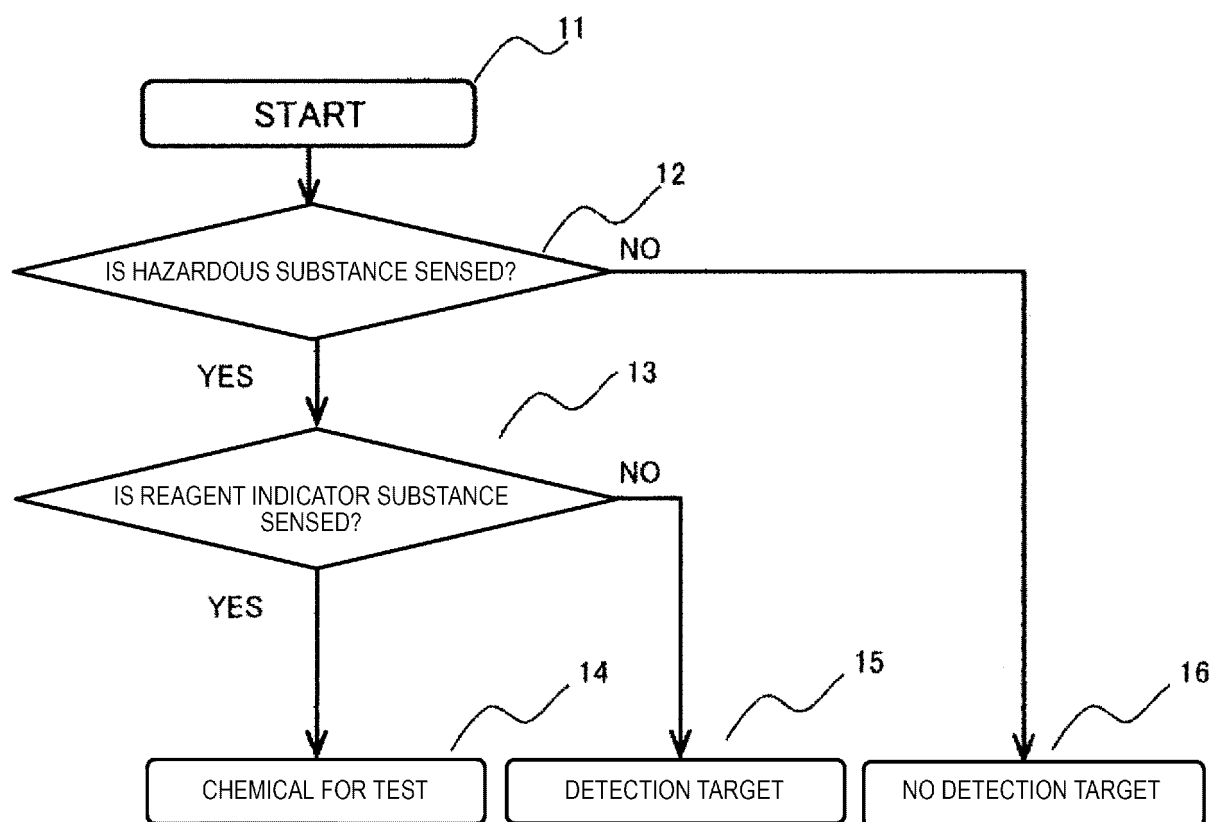 11
START
12
NO
IS HAZARDOUS SUBSTANCE SENSED?
YES
13
NO
IS REAGENT INDICATOR SUBSTANCE
SENSED?
YES
14
15
16
CHEMICAL FOR TEST
DETECTION TARGET
NO DETECTION TARGET